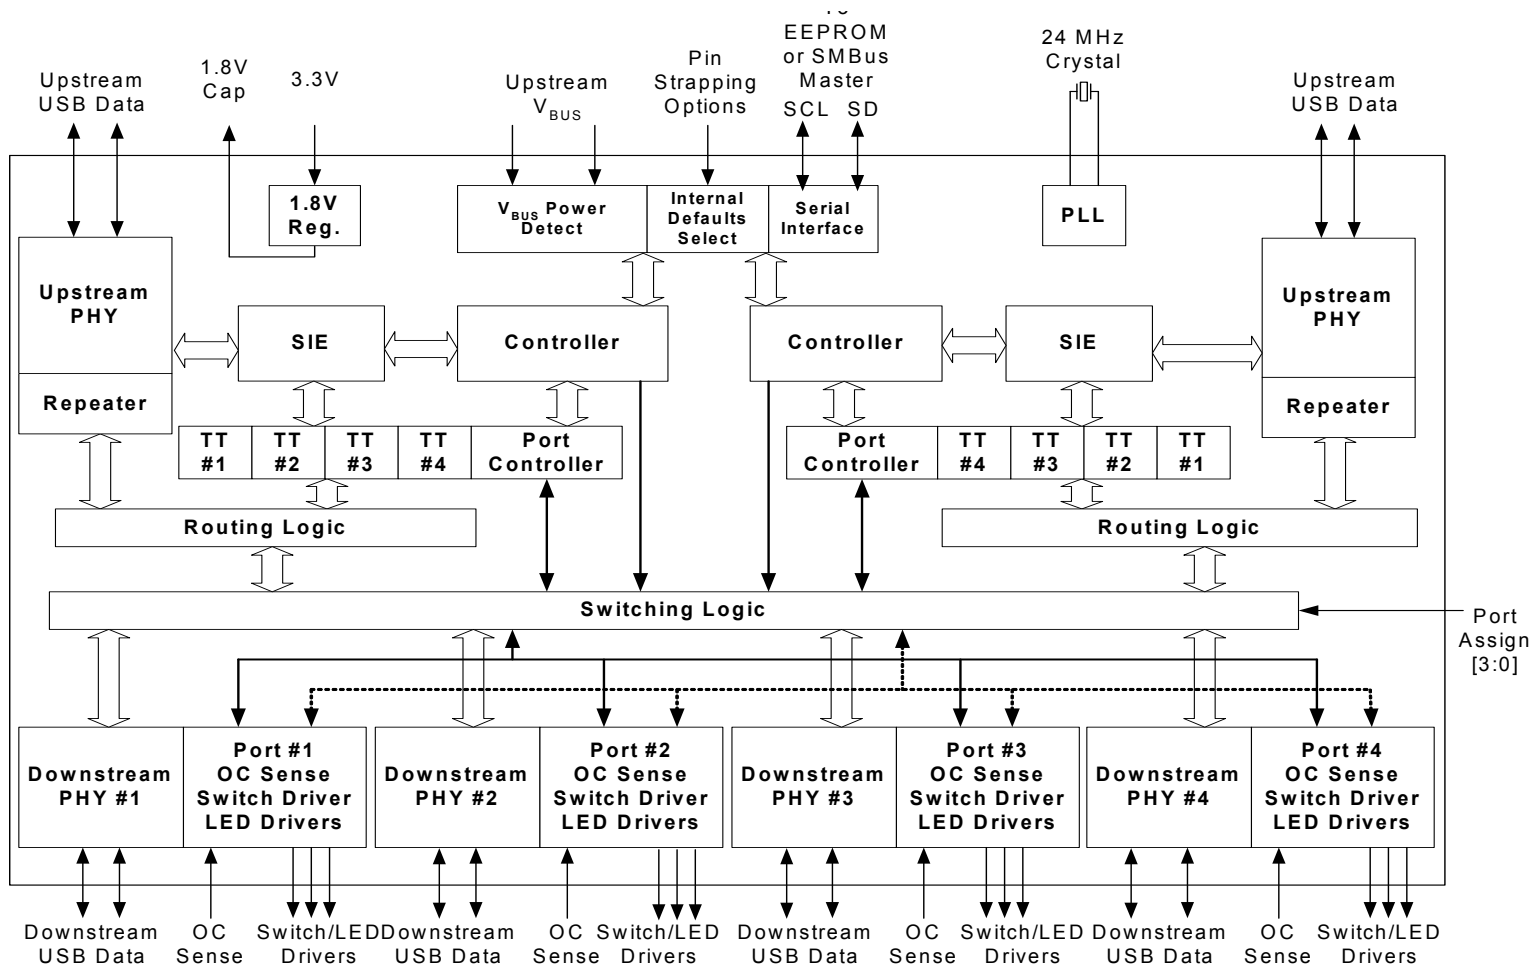 EEPROM
or SMBus
Master
SCL SD
24 MHz
Crystal
Upstream
USB Data
1.8V
Cap
3.3V
Upstream
VBUS
Pin
Strapping
Options
Upstream
USB Data
1.8V
Reg.
VBUS Power
Detect
Internal
Defaults
Select
Serial
Interface
PLL
Upstream
PHY
Repeater
SIE
Controller
Controller
SIE
Upstream
PHY
Repeater
TT
#1
TT
#2
TT
#3
TT
#4
Port
Controller
Port
Controller
TT
#4
TT
#3
TT
#2
TT
#1
Routing Logic
Routing Logic
Switching Logic
Port
Assign
[3:0]
Downstream
PHY #1
Port #1
OC Sense
Switch Driver
LED Drivers
Downstream
PHY #2
Port #2
OC Sense
Switch Driver
LED Drivers
Downstream
PHY #3
Port #3
OC Sense
Switch Driver
LED Drivers
Downstream
PHY #4
Port #4
OC Sense
Switch Driver
LED Drivers
Downstream
USB Data
OC
Sense
Switch/LED
Drivers
Downstream
USB Data
OC
Sense
Switch/LED
Drivers
Downstream
USB Data
OC
Sense
Switch/LED
Drivers
Downstream
USB Data
OC
Sense
Switch/LED
Drivers